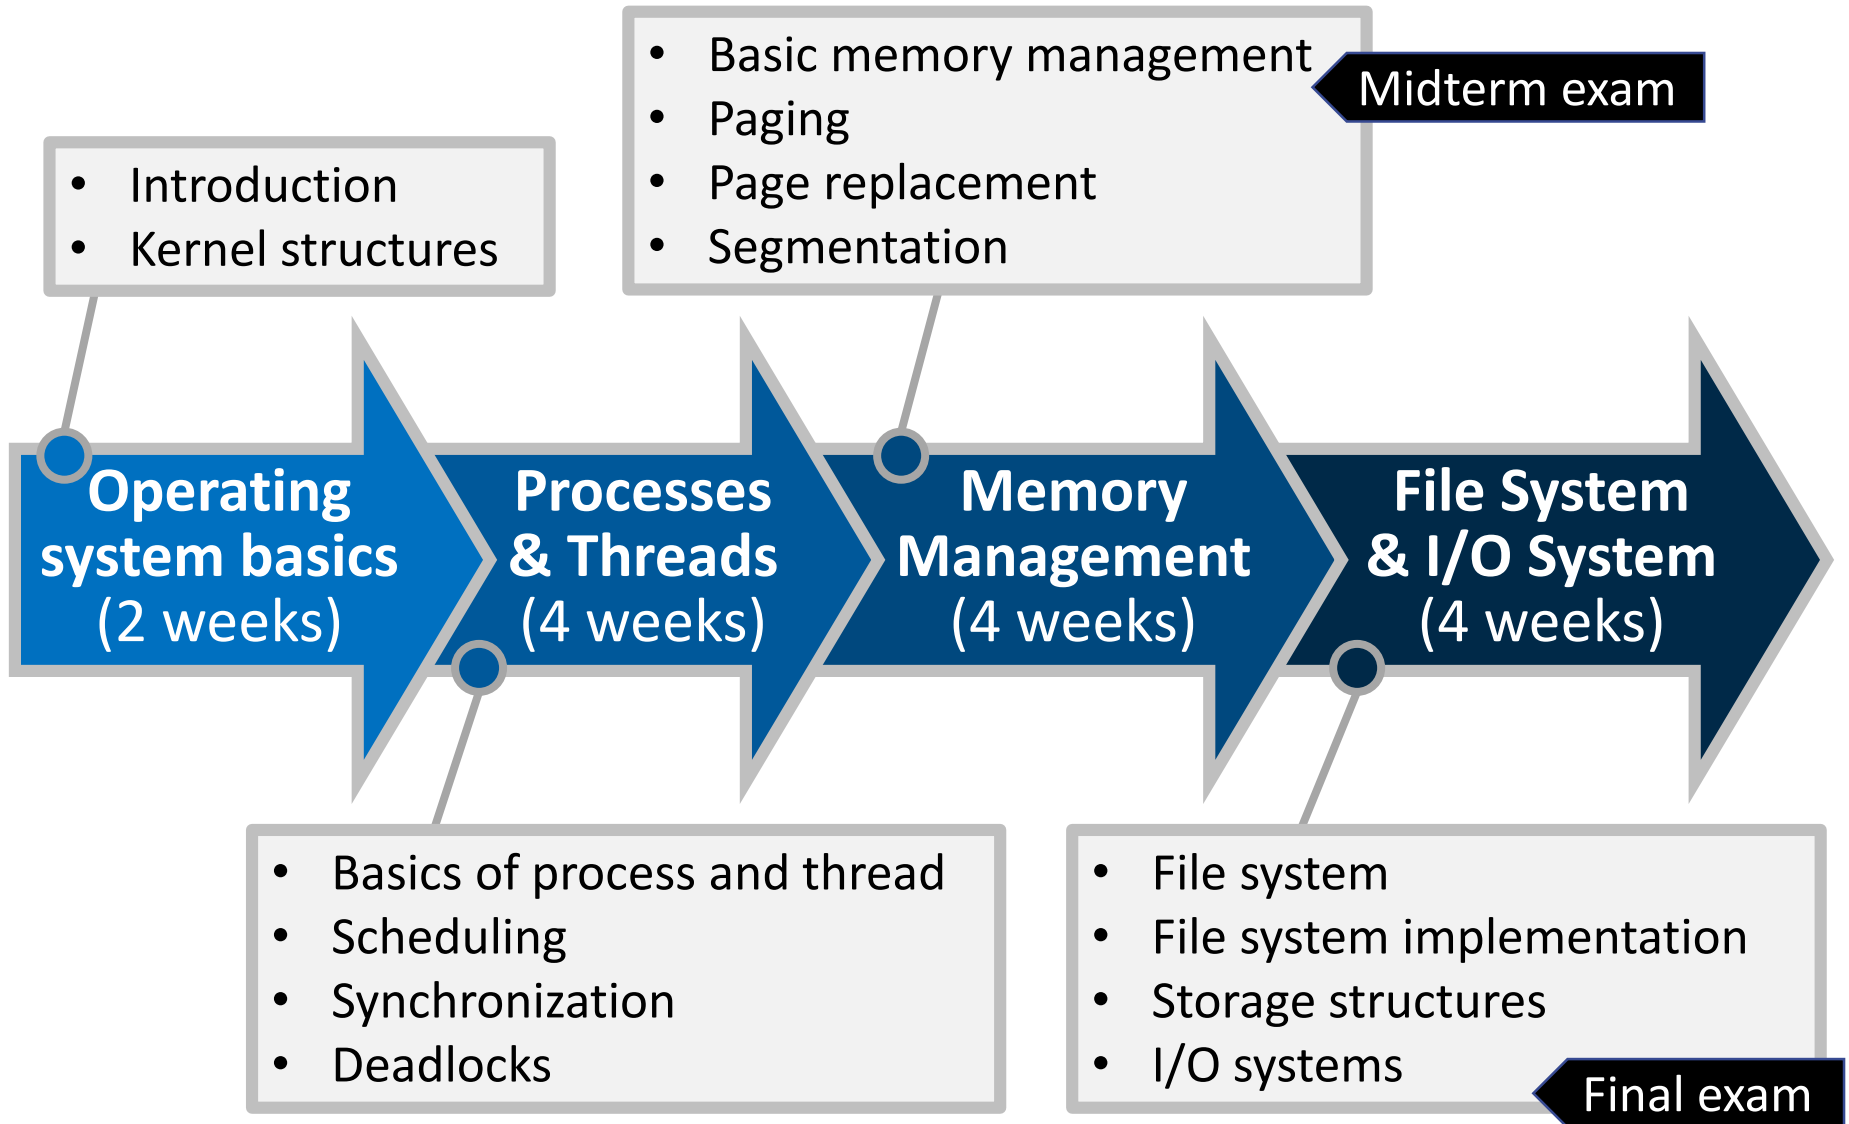 • Introduction
• Kernel structures
• Basic memory management
• Paging
• Page replacement
• Segmentation
Midterm exam
Operating
system basics
(2 weeks)
Processes
& Threads
(4 weeks)
Memory
Management
(4 weeks)
File System
& I/O System
(4 weeks)
• Basics of process and thread
• Scheduling
• Synchronization
• Deadlocks
• File system
• File system implementation
• Storage structures
• I/O systems
Final exam